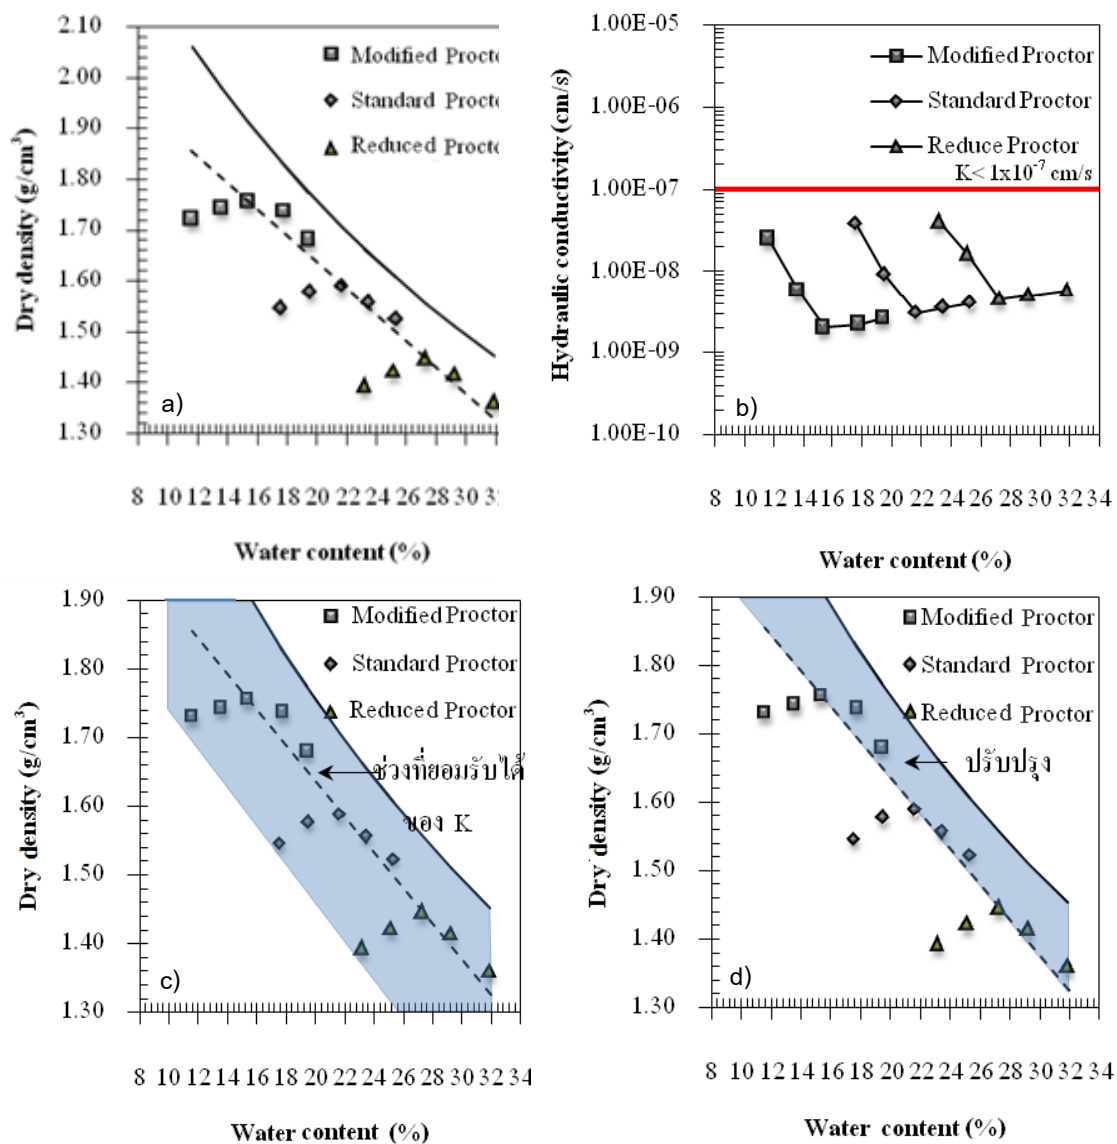 2.10
2.00
1.90
1.80
1.70
1.60
1.50
1.40
1.30
Dry density (g/cm³)
Modified Procto
Standard Procto
Reduced Procto
a)
8 10 12 14 16 18 20 22 24 26 28 30 32
Water content (%)
1.00E-05
1.00E-06
1.00E-07
1.00E-08
1.00E-09
1.00E-10
Hydraulic conductivity (cm/s)
Modified Proctor
Standard Proctor
Reduce Proctor
K< 1x10⁻⁷ cm/s
b)
8 10 12 14 16 18 20 22 24 26 28 30 32 34
Water content (%)
1.90
1.80
1.70
1.60
1.50
1.40
1.30
Dry density (g/cm³)
Modified Proctor
Standard Proctor
Reduced Proctor
ช่วงที่ยอมรับได้
ของ K
c)
8 10 12 14 16 18 20 22 24 26 28 30 32 34
Water content (%)
1.90
1.80
1.70
1.60
1.50
1.40
1.30
Dry density (g/cm³)
Modified Proctor
Standard Proctor
Reduced Proctor
ปรับปรุง
d)
8 10 12 14 16 18 20 22 24 26 28 30 32 34
Water content (%)